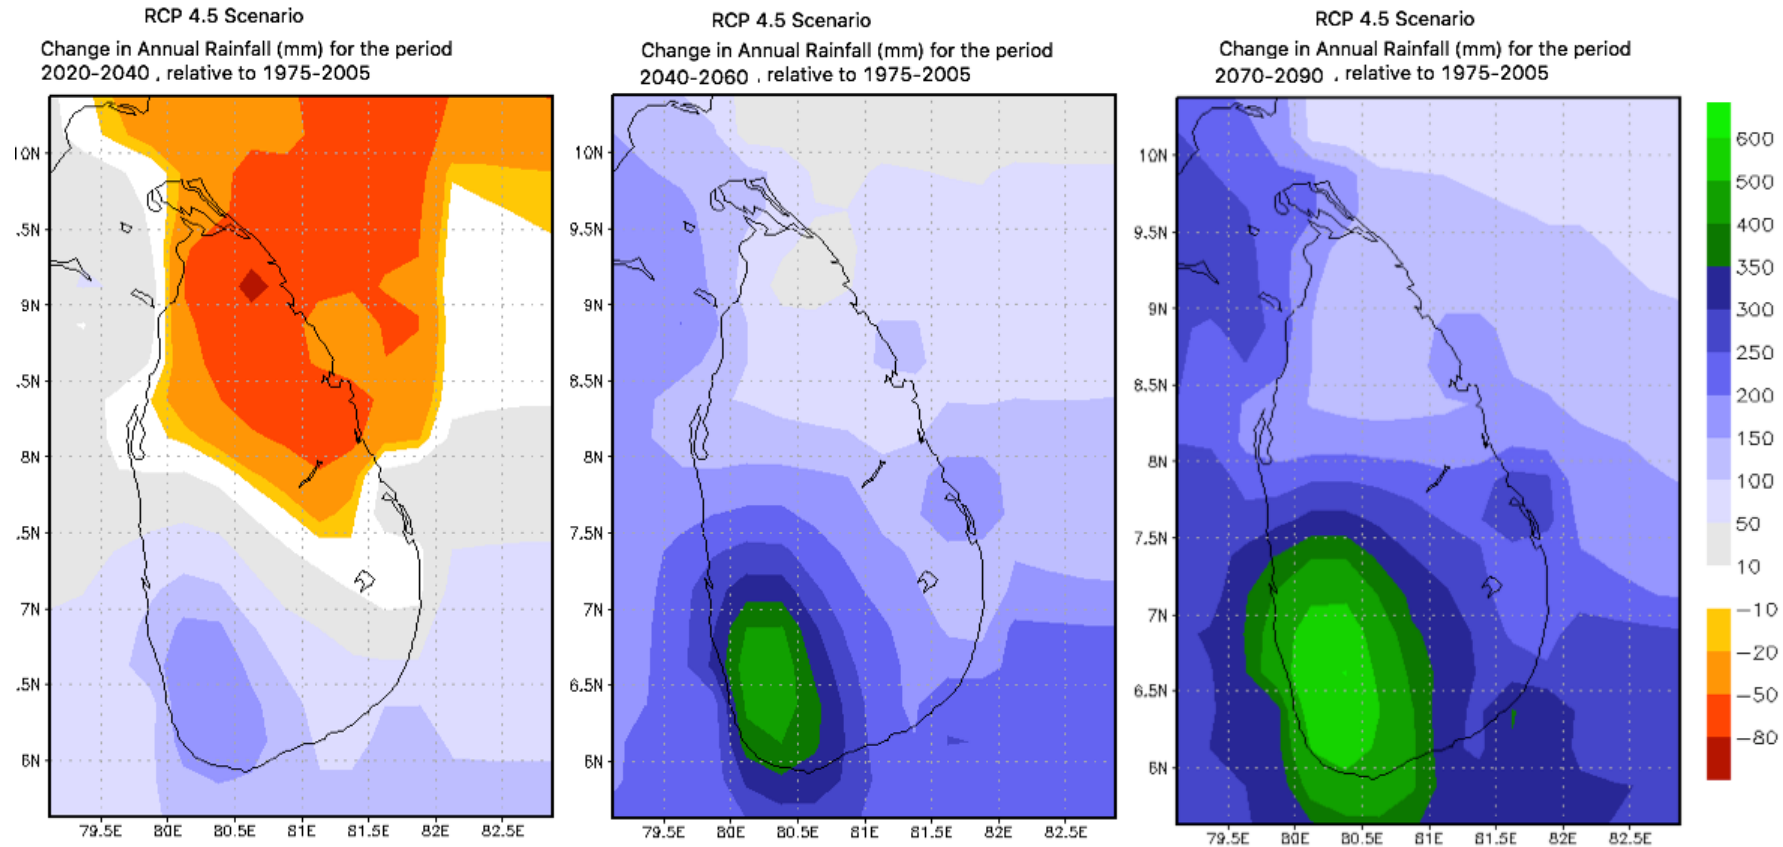 RCP 4.5 Scenario
Change in Annual Rainfall (mm) for the period
2020-2040 , relative to 1975-2005
0N
.5N
9N
.5N
8N
.5N
7N
.5N
6N
79.5E 80E 80.5E 81E 81.5E 82E 82.5E
RCP 4.5 Scenario
Change in Annual Rainfall (mm) for the period
2040-2060 , relative to 1975-2005
10N
9.5N
9N
8.5N
8N
7.5N
7N
6.5N
6N
79.5E 80E 80.5E 81E 81.5E 82E 82.5E
RCP 4.5 Scenario
Change in Annual Rainfall (mm) for the period
2070-2090 , relative to 1975-2005
10N
9.5N
9N
8.5N
8N
7.5N
7N
6.5N
6N
79.5E 80E 80.5E 81E 81.5E 82E 82.5E
600
500
400
350
300
250
200
150
100
50
10
−10
−20
−50
−80